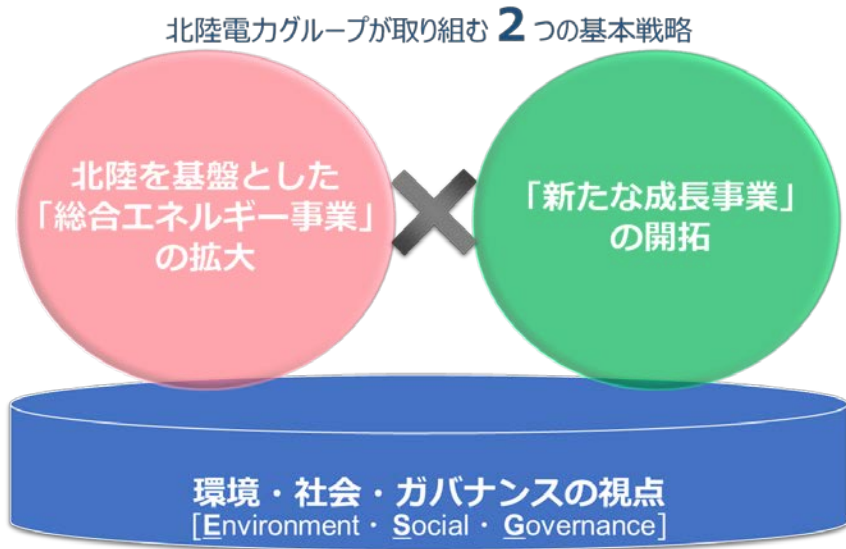 北陸電力グループが取り組む 2 つの基本戦略
北陸を基盤とした
「総合エネルギー事業」
の拡大
「新たな成長事業」
の開拓
環境・社会・ガバナンスの視点
[Environment・Social・Governance]